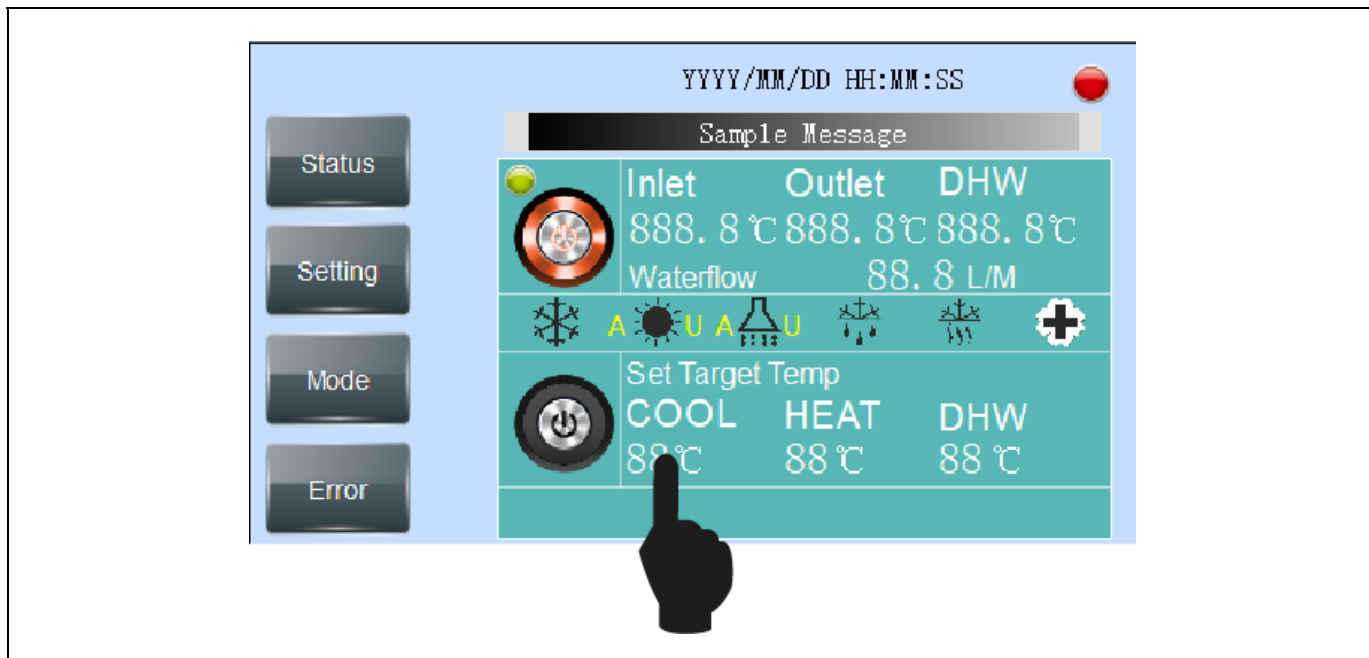 YYYY/MM/DD HH:MM:SS
Sample Message
Status
Setting
Mode
Error
Inlet Outlet DHW
888.8℃ 888.8℃ 888.8℃
Waterflow 88.8 L/M
A U A U
Set Target Temp
COOL HEAT DHW
88℃ 88℃ 88℃